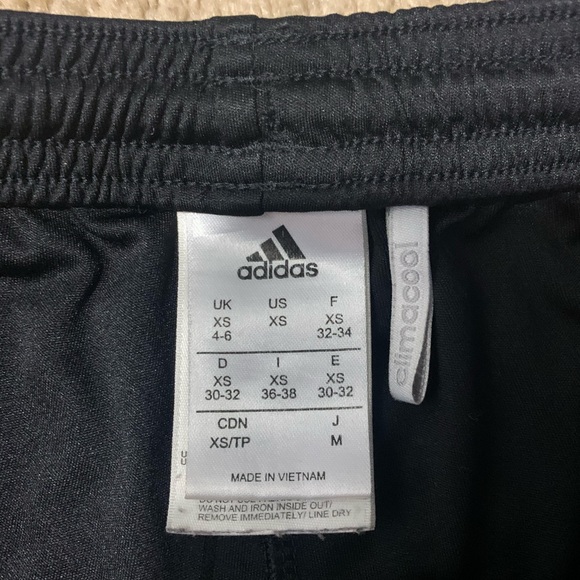 adidas
UK US F
XS XS XS
4-6 32-34
D I E
XS XS XS
30-32 36-38 30-32
CDN J
XS/TP M
MADE IN VIETNAM
WASH AND IRON INSIDE OUT/
REMOVE IMMEDIATELY/ LINE DRY
climacool